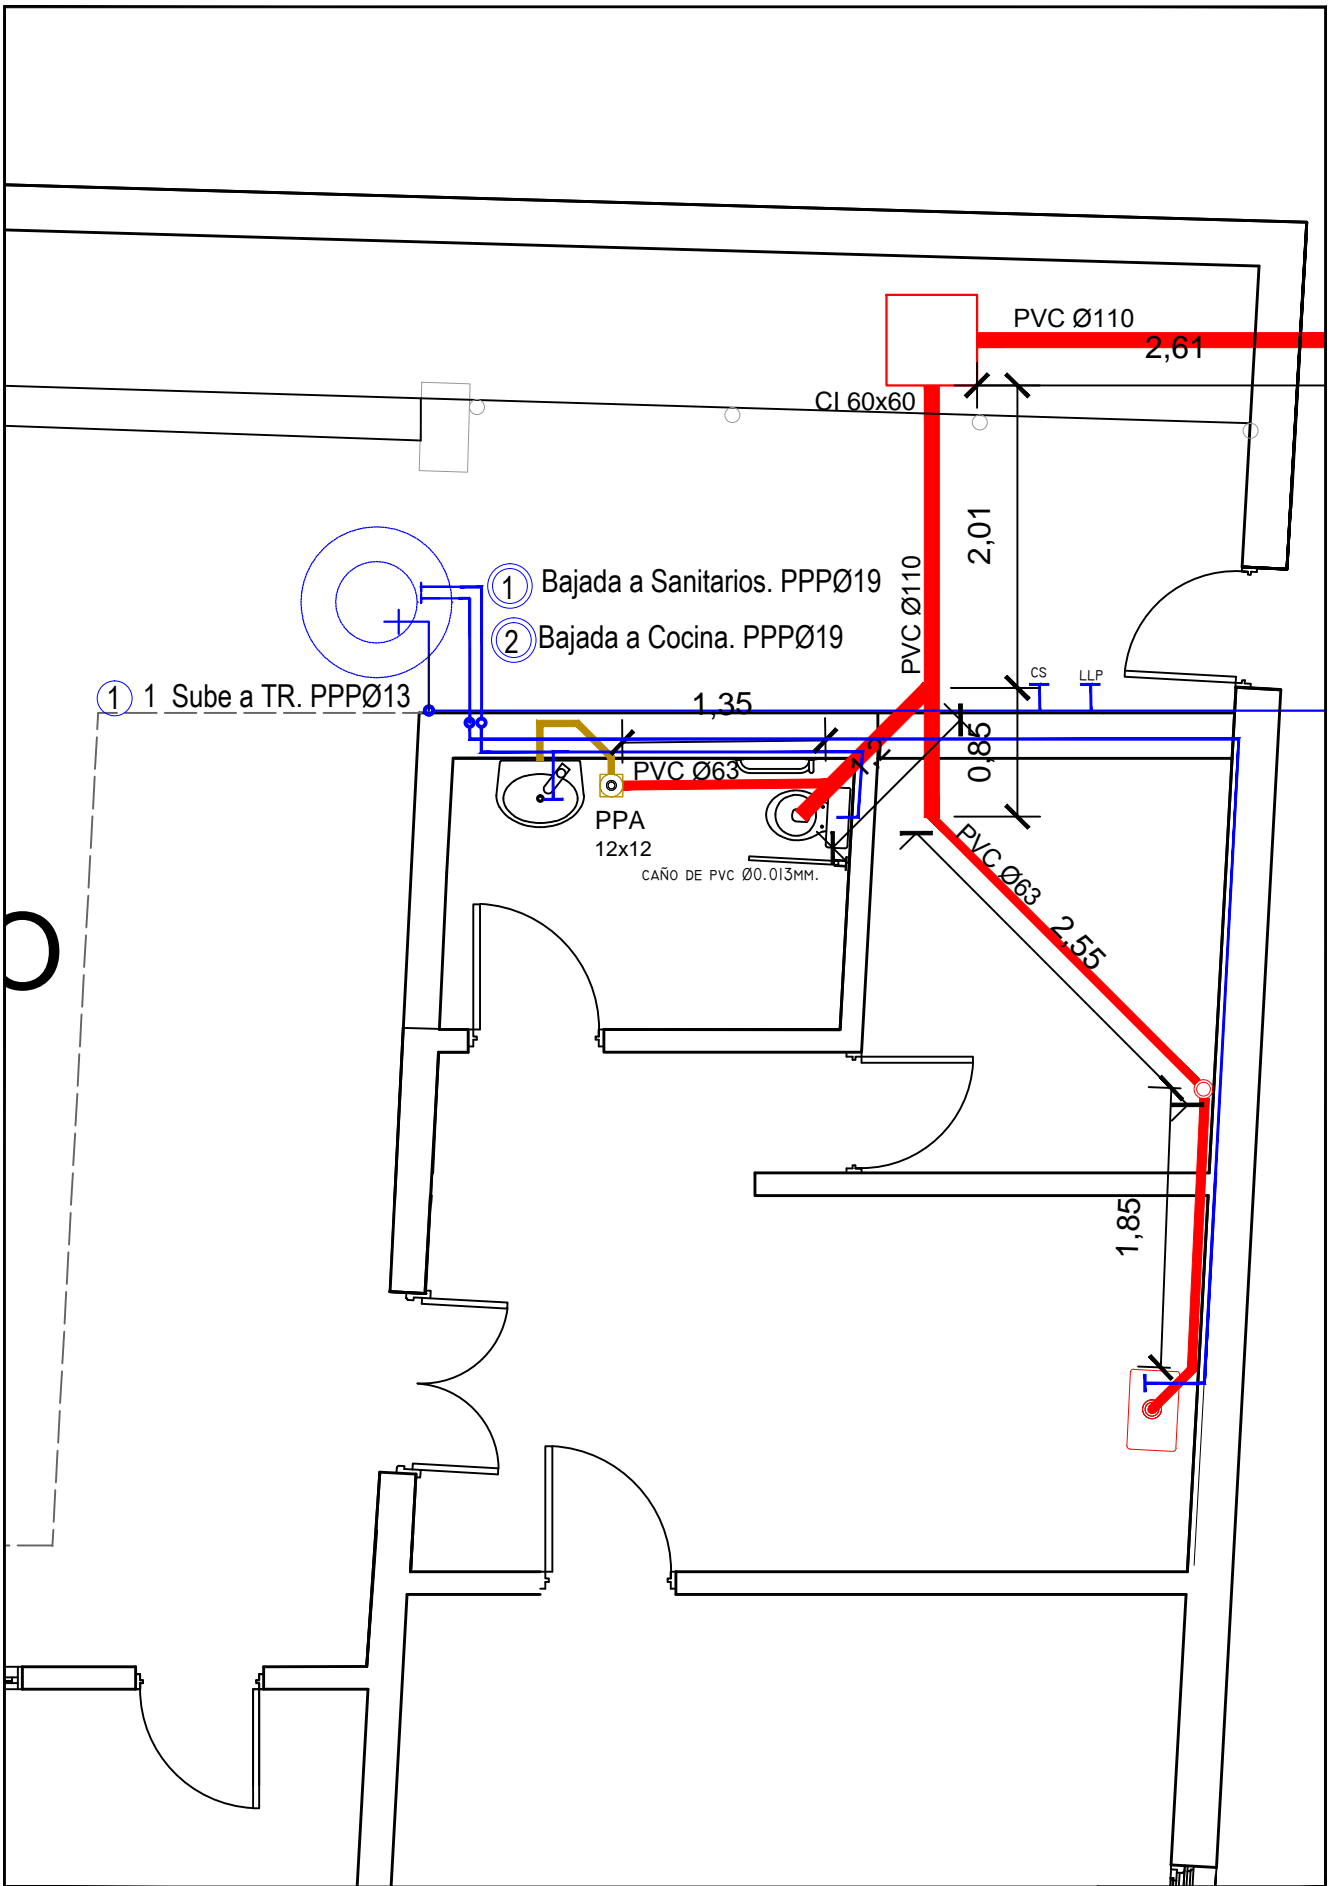 PVC Ø110
2,61
CI 60x60
2,01
PVC Ø110
1 Bajada a Sanitarios. PPPØ19
2 Bajada a Cocina. PPPØ19
CS
LLP
1 1 Sube a TR. PPPØ13
1,35
0,85
PVC Ø63
PPA
12x12
CAÑO DE PVC Ø0.013MM.
PVC Ø63
2,55
O
1,85